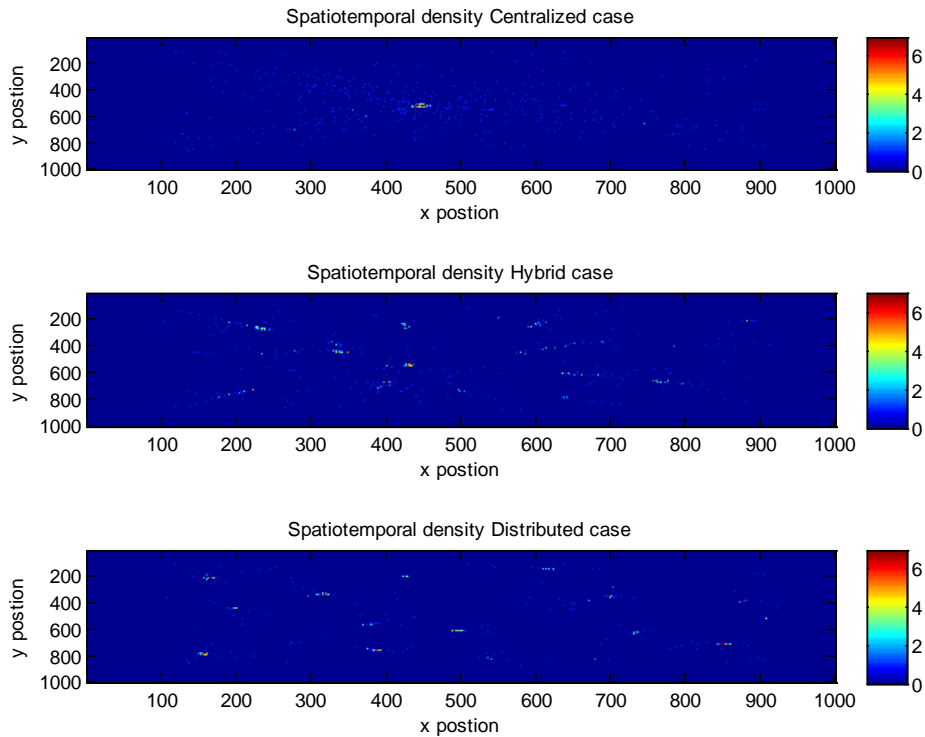 Spatiotemporal density Centralized case
200
400
600
800
1000
y postion
100 200 300 400 500 600 700 800 900 1000
x postion
6
4
2
0
Spatiotemporal density Hybrid case
200
400
600
800
1000
y postion
100 200 300 400 500 600 700 800 900 1000
x postion
6
4
2
0
Spatiotemporal density Distributed case
200
400
600
800
1000
y postion
100 200 300 400 500 600 700 800 900 1000
x postion
6
4
2
0